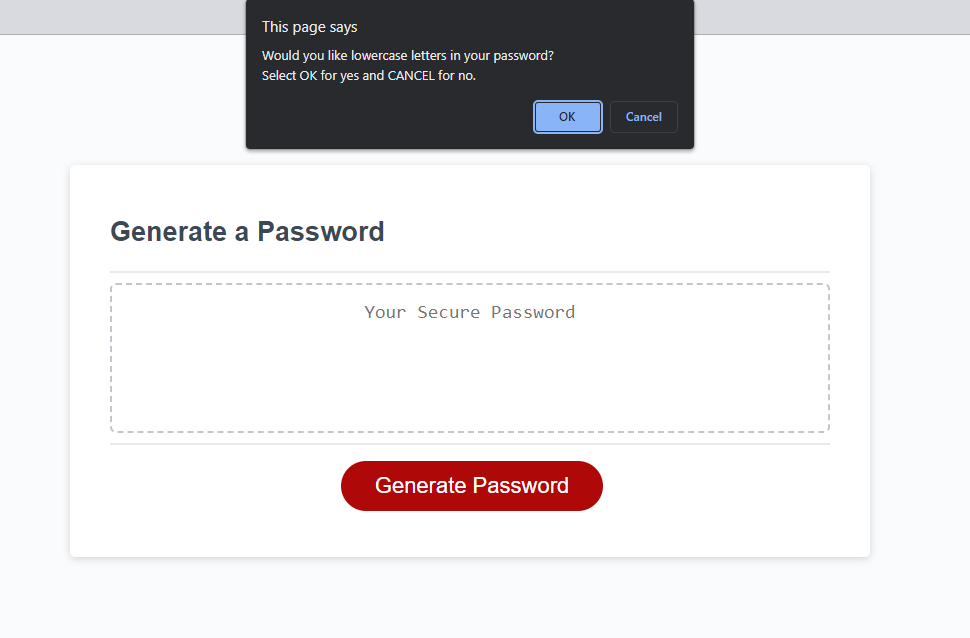 This page says
Would you like lowercase letters in your password?
Select OK for yes and CANCEL for no.
OK Cancel
Generate a Password
Your Secure Password
Generate Password